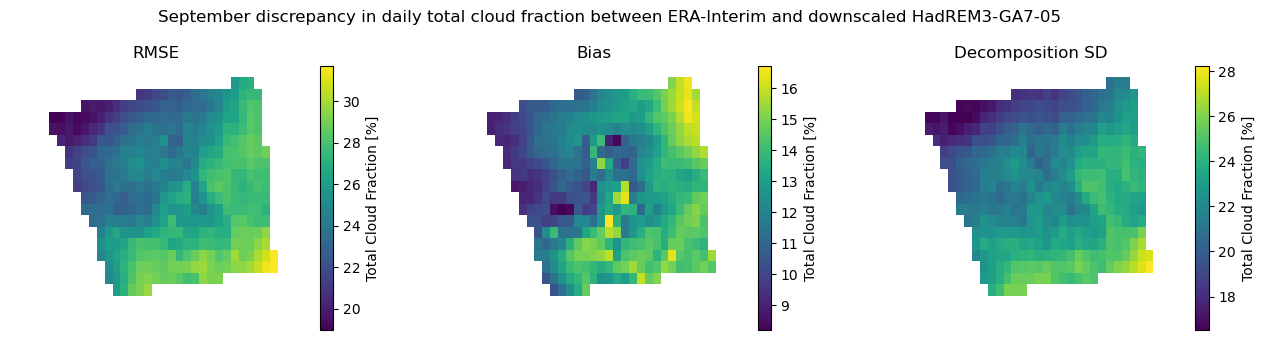 September discrepancy in daily total cloud fraction between ERA-Interim and downscaled HadREM3-GA7-05
RMSE
30
28
26
24
22
20
Total Cloud Fraction [%]
Bias
16
15
14
13
12
11
10
9
Total Cloud Fraction [%]
Decomposition SD
28
26
24
22
20
18
Total Cloud Fraction [%]